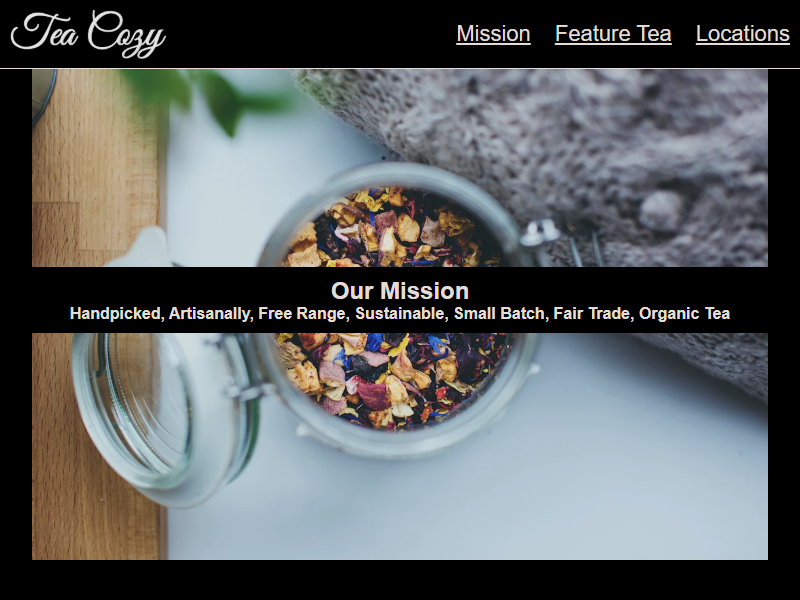 Tea Cozy
Mission Feature Tea Locations
Our Mission
Handpicked, Artisanally, Free Range, Sustainable, Small Batch, Fair Trade, Organic Tea